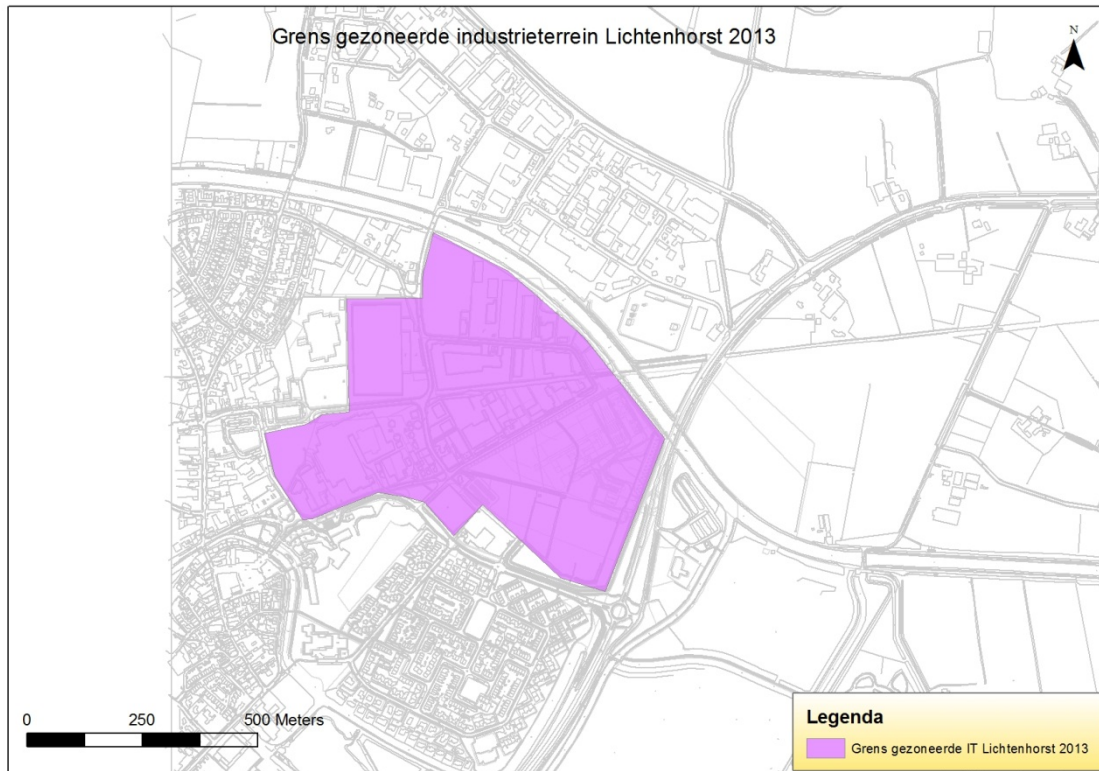 Grens gezoneerde industrieterrein Lichtenhorst 2013
N
0 250 500 Meters
Legenda
Grens gezoneerde IT Lichtenhorst 2013